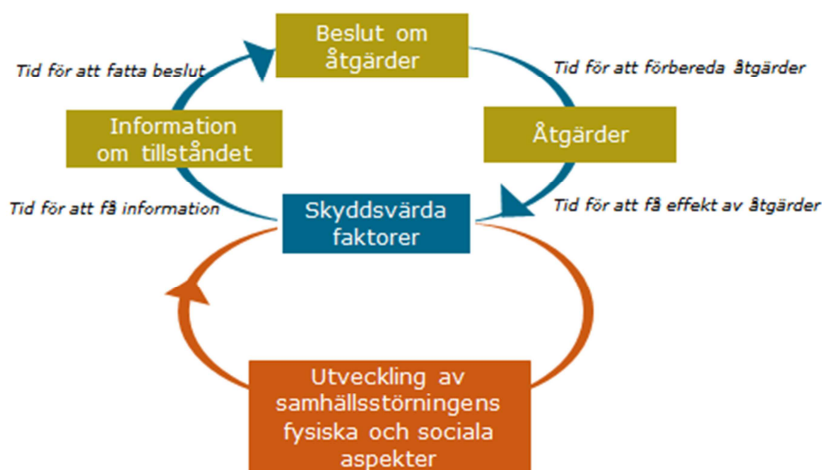 Beslut om
åtgärder
Tid för att fatta beslut
Tid för att förbereda åtgärder
Information
om tillståndet
Åtgärder
Tid för att få information
Skyddsvärda
faktorer
Tid för att få effekt av åtgärder
Utveckling av
samhällsstörningens
fysiska och sociala
aspekter